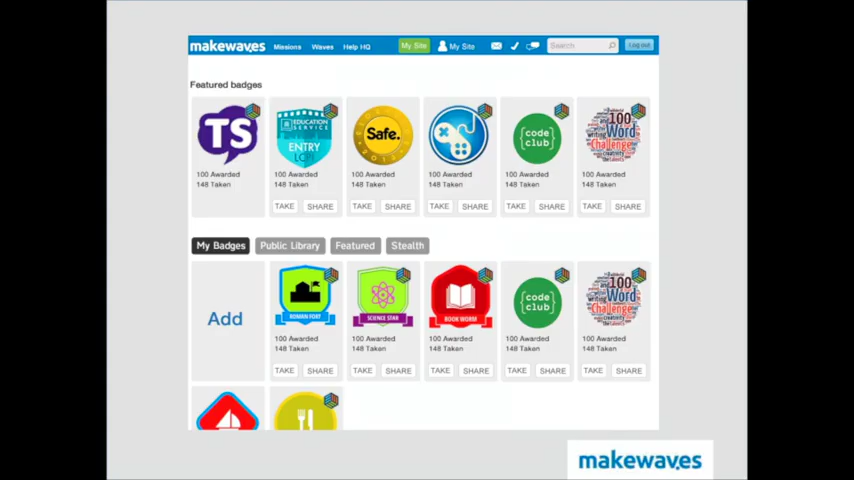 makewav.es Missions Waves Help HQ My Site My Site Search Log out
Featured badges
TS
EDUCATION
SERVICE
ENTRY
Safe.
code
club
100
Word
Challenge
100 Awarded 100 Awarded 100 Awarded 100 Awarded 100 Awarded 100 Awarded
148 Taken 148 Taken 148 Taken 148 Taken 148 Taken 148 Taken
TAKE SHARE TAKE SHARE TAKE SHARE TAKE SHARE TAKE SHARE
My Badges Public Library Featured Stealth
Add
ROMAN FORT
SCIENCE STAR
BOOK WORM
code
club
100
Word
Challenge
100 Awarded 100 Awarded 100 Awarded 100 Awarded 100 Awarded
148 Taken 148 Taken 148 Taken 148 Taken 148 Taken
TAKE SHARE TAKE SHARE TAKE SHARE TAKE SHARE TAKE SHARE
makewav.es